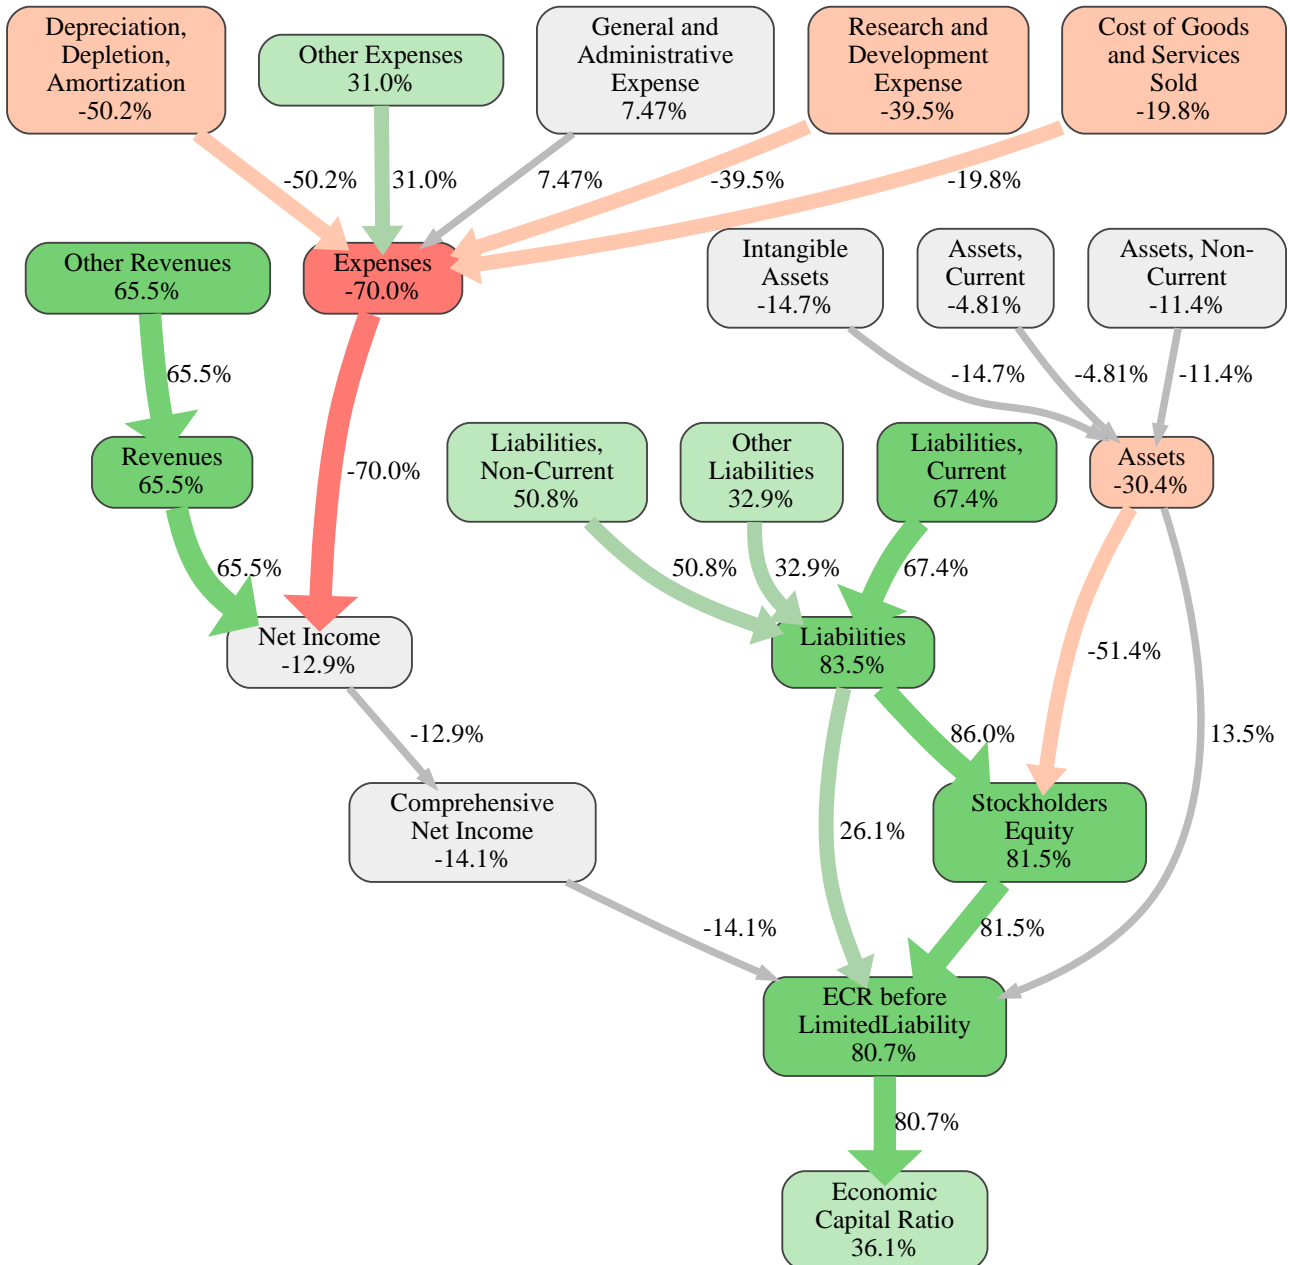 Depreciation,
Depletion,
Amortization
-50.2%
Other Expenses
31.0%
General and
Administrative
Expense
7.47%
Research and
Development
Expense
-39.5%
Cost of Goods
and Services
Sold
-19.8%
-50.2%
31.0%
7.47%
-39.5%
-19.8%
Other Revenues
65.5%
Expenses
-70.0%
Intangible
Assets
-14.7%
Assets,
Current
-4.81%
Assets, Non-
Current
-11.4%
65.5%
-70.0%
-14.7%
-4.81%
-11.4%
Revenues
65.5%
Liabilities,
Non-Current
50.8%
Other
Liabilities
32.9%
Liabilities,
Current
67.4%
Assets
-30.4%
65.5%
50.8%
32.9%
67.4%
-51.4%
13.5%
Net Income
-12.9%
Liabilities
83.5%
-12.9%
86.0%
26.1%
Comprehensive
Net Income
-14.1%
Stockholders
Equity
81.5%
-14.1%
81.5%
ECR before
LimitedLiability
80.7%
80.7%
Economic
Capital Ratio
36.1%